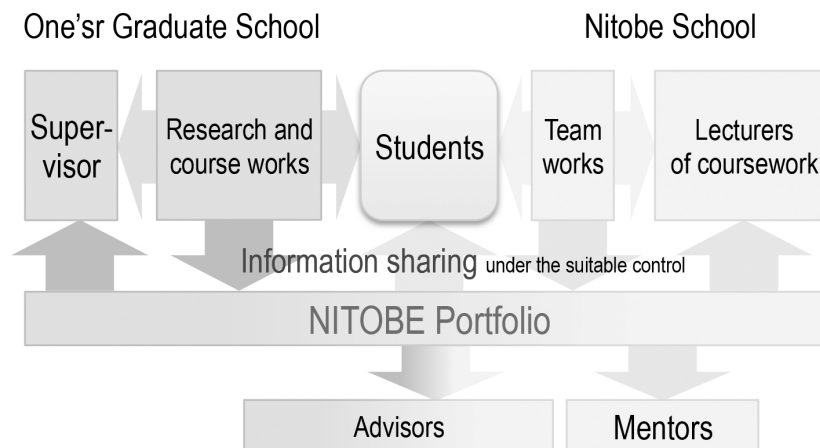 One'sr Graduate School
Nitobe School
Super-
visor
Research and
course works
Students
Team
works
Lecturers
of coursework
Information sharing under the suitable control
NITOBE Portfolio
Advisors
Mentors